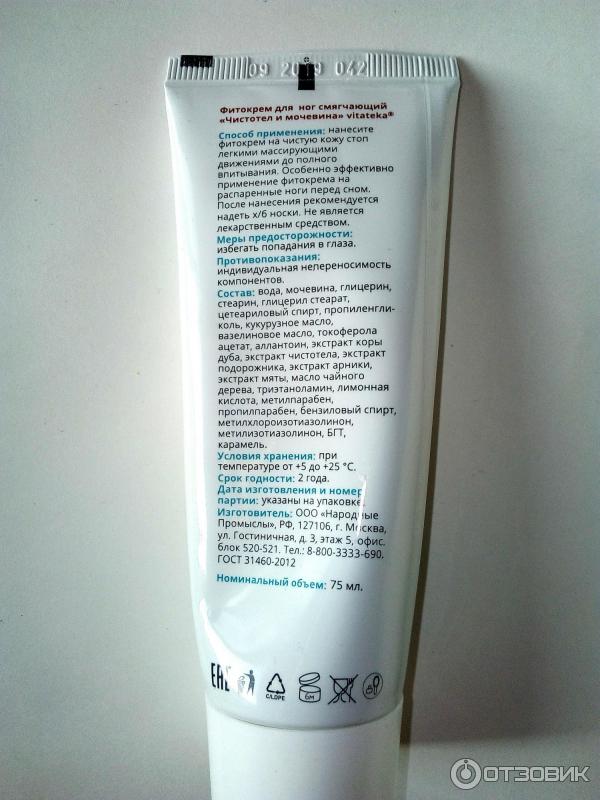 09 2019 042
Фитокрем для ног смягчающий
«Чистотел и мочевина» vitateka®
Способ применения: нанесите
фитокрем на чистую кожу стоп
легкими массирующими
движениями до полного
впитывания. Особенно эффективно
применение фитокрема на
распаренные ноги перед сном.
После нанесения рекомендуется
надеть х/б носки. Не является
лекарственным средством.
Меры предосторожности:
избегать попадания в глаза.
Противопоказания:
индивидуальная непереносимость
компонентов.
Состав: вода, мочевина, глицерин,
стеарин, глицерил стеарат,
цетеариловый спирт, пропиленгли-
коль, кукурузное масло,
вазелиновое масло, токоферола
ацетат, аллантоин, экстракт коры
дуба, экстракт чистотела, экстракт
подорожника, экстракт арники,
экстракт мяты, масло чайного
дерева, триэтаноламин, лимонная
кислота, метилпарабен,
пропилпарабен, бензиловый спирт,
метилхлороизотиазолинон,
метилизотиазолинон, БГТ,
карамель.
Условия хранения: при
температуре от +5 до +25 °С.
Срок годности: 2 года.
Дата изготовления и номер
партии: указаны на упаковке.
Изготовитель: ООО «Народные
Промыслы», РФ, 127106, г. Москва,
ул. Гостиничная, д. 3, этаж 5, офис.
блок 520-521. Тел.: 8-800-3333-690.
ГОСТ 31460-2012
Номинальный объем: 75 мл.
EAC
C/LDPE
6М
ОТЗОВИК